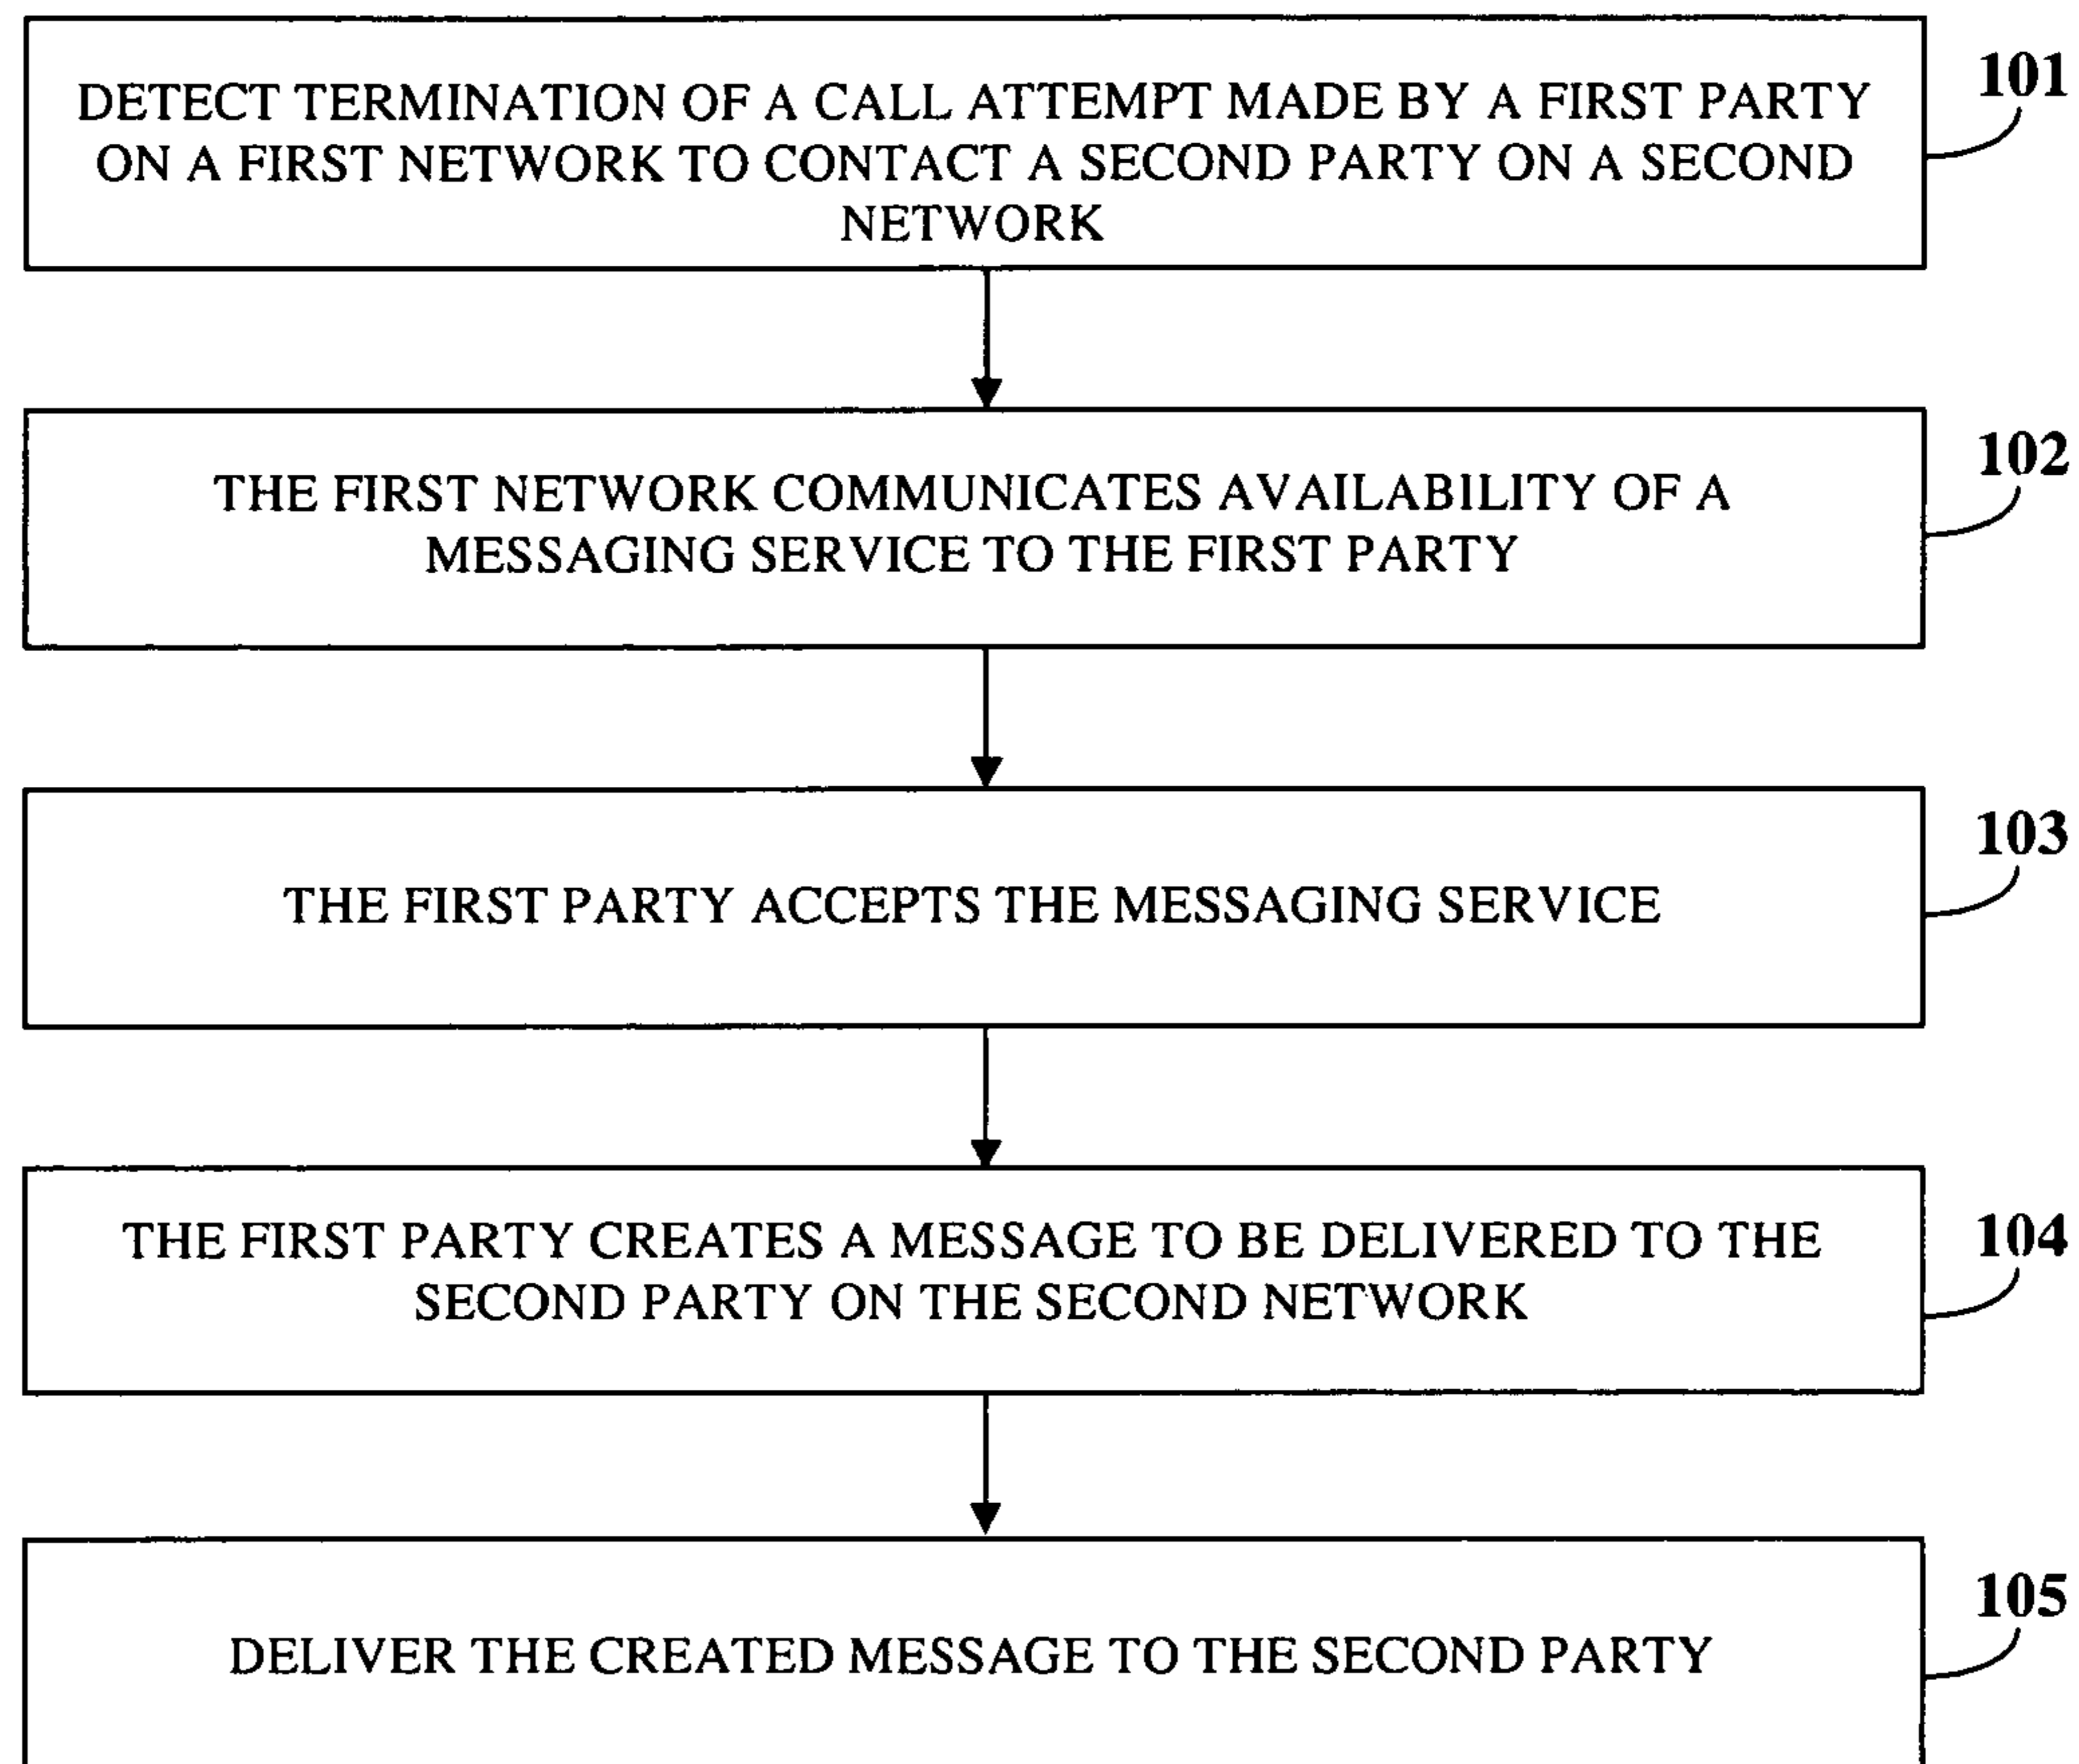 DETECT TERMINATION OF A CALL ATTEMPT MADE BY A FIRST PARTY
ON A FIRST NETWORK TO CONTACT A SECOND PARTY ON A SECOND
NETWORK
101
THE FIRST NETWORK COMMUNICATES AVAILABILITY OF A
MESSAGING SERVICE TO THE FIRST PARTY
102
THE FIRST PARTY ACCEPTS THE MESSAGING SERVICE
103
THE FIRST PARTY CREATES A MESSAGE TO BE DELIVERED TO THE
SECOND PARTY ON THE SECOND NETWORK
104
DELIVER THE CREATED MESSAGE TO THE SECOND PARTY
105